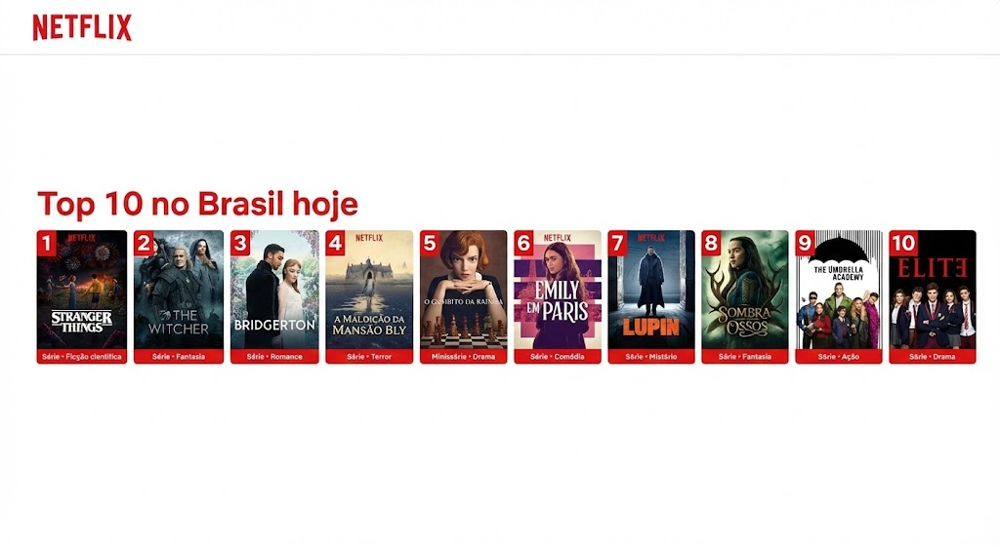 NETFLIX
Top 10 no Brasil hoje
1
NETFLIX
STRANGER
THINGS
Série • Ficção científica
2
THE
WITCHER
Série • Fantasia
3
BRIDGERTON
Série • Romance
4
NETFLIX
A MALDIÇÃO DA
MANSÃO BLY
Série • Terror
5
O GAMBITO DA RAINHA
Minissérie • Drama
6
NETFLIX
EMILY
EM PARIS
Série • Comédia
7
NETFLIX
LUPIN
Série • Mistério
8
SOMBRA
OSSOS
Série • Fantasia
9
THE UMBRELLA
ACADEMY
Série • Ação
10
ELITE
Série • Drama